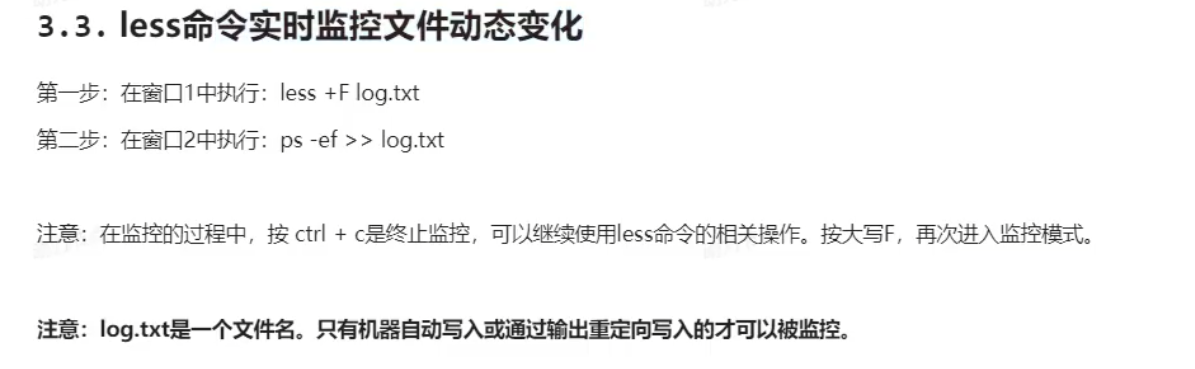 3.3. less命令实时监控文件动态变化
第一步：在窗口1中执行：less +F log.txt
第二步：在窗口2中执行：ps -ef >> log.txt
注意：在监控的过程中，按 ctrl + c是终止监控，可以继续使用less命令的相关操作。按大写F，再次进入监控模式。
注意：log.txt是一个文件名。只有机器自动写入或通过输出重定向写入的才可以被监控。